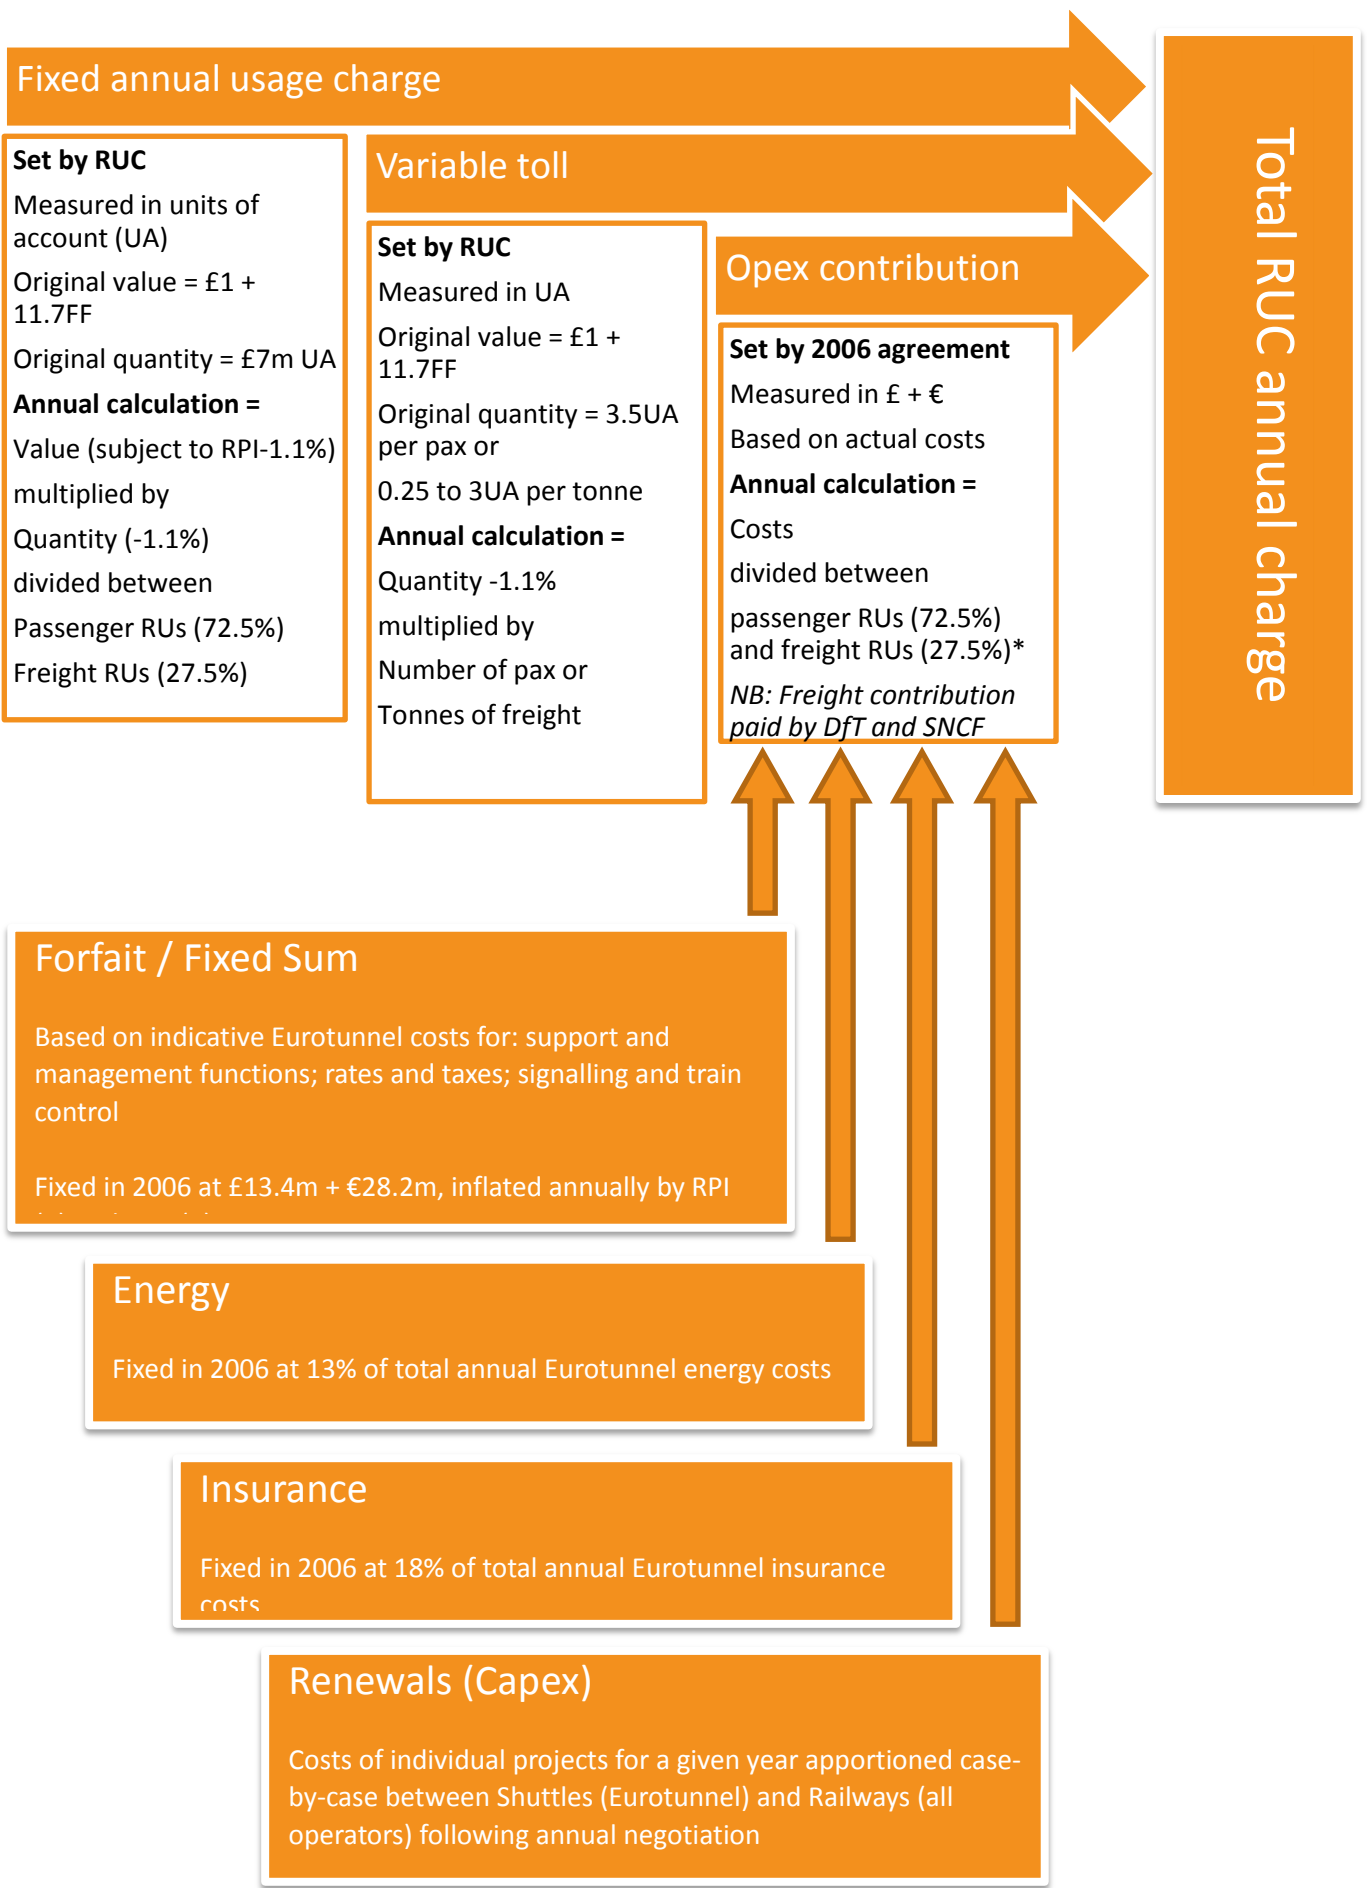 Fixed annual usage charge
Set by RUC
Measured in units of
account (UA)
Original value = £1 +
11.7FF
Original quantity = £7m UA
Annual calculation =
Value (subject to RPI-1.1%)
multiplied by
Quantity (-1.1%)
divided between
Passenger RUs (72.5%)
Freight RUs (27.5%)
Variable toll
Set by RUC
Measured in UA
Original value = £1 +
11.7FF
Original quantity = 3.5UA
per pax or
0.25 to 3UA per tonne
Annual calculation =
Quantity -1.1%
multiplied by
Number of pax or
Tonnes of freight
Opex contribution
Set by 2006 agreement
Measured in £ + €
Based on actual costs
Annual calculation =
Costs
divided between
passenger RUs (72.5%)
and freight RUs (27.5%)*
NB: Freight contribution
paid by DfT and SNCF
Total RUC annual charge
Forfait / Fixed Sum
Based on indicative Eurotunnel costs for: support and
management functions; rates and taxes; signalling and train
control
Fixed in 2006 at £13.4m + €28.2m, inflated annually by RPI
Energy
Fixed in 2006 at 13% of total annual Eurotunnel energy costs
Insurance
Fixed in 2006 at 18% of total annual Eurotunnel insurance
costs
Renewals (Capex)
Costs of individual projects for a given year apportioned case-
by-case between Shuttles (Eurotunnel) and Railways (all
operators) following annual negotiation